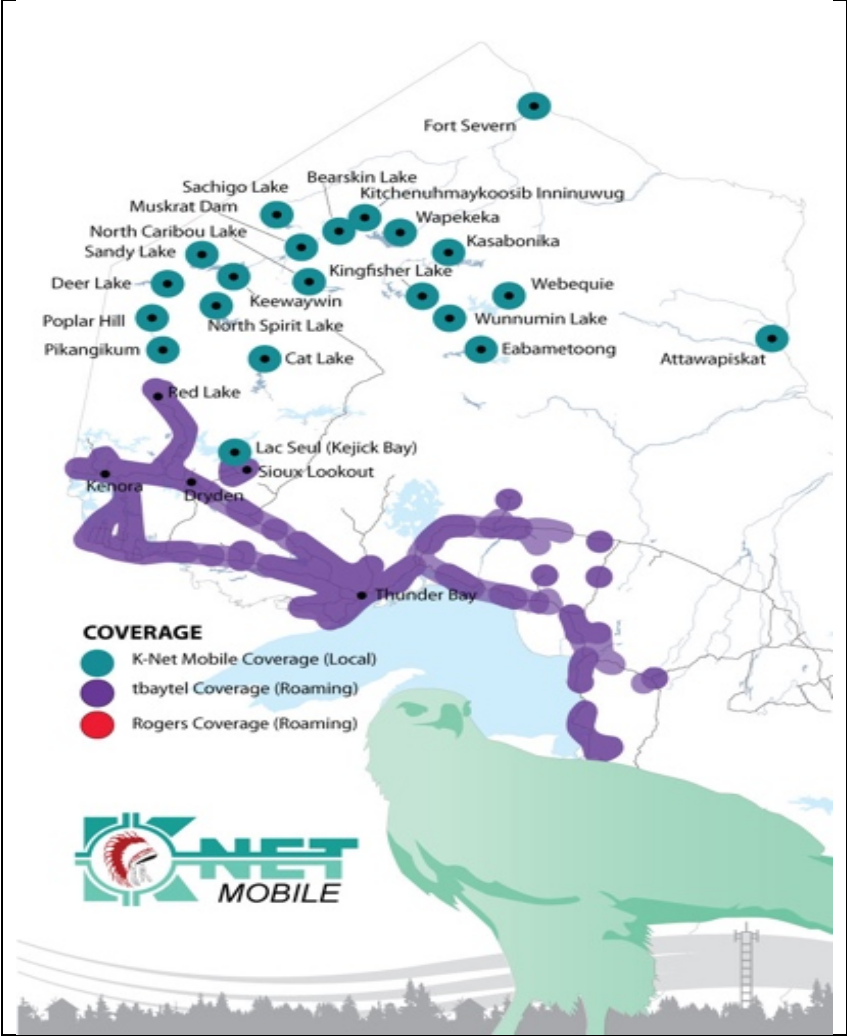 Fort Severn
Bearskin Lake
Sachigo Lake
Kitchenuhmaykoosib Inninuwug
Muskrat Dam
Wapekeka
North Caribou Lake
Kasabonika
Sandy Lake
Kingfisher Lake
Deer Lake
Webequie
Keewaywin
Poplar Hill
Wunnumin Lake
North Spirit Lake
Pikangikum
Eabametoong
Cat Lake
Attawapiskat
Red Lake
Lac Seul (Kejick Bay)
Sioux Lookout
Kenora
Dryden
Thunder Bay
COVERAGE
K-Net Mobile Coverage (Local)
tbaytel Coverage (Roaming)
Rogers Coverage (Roaming)
K-NET
MOBILE